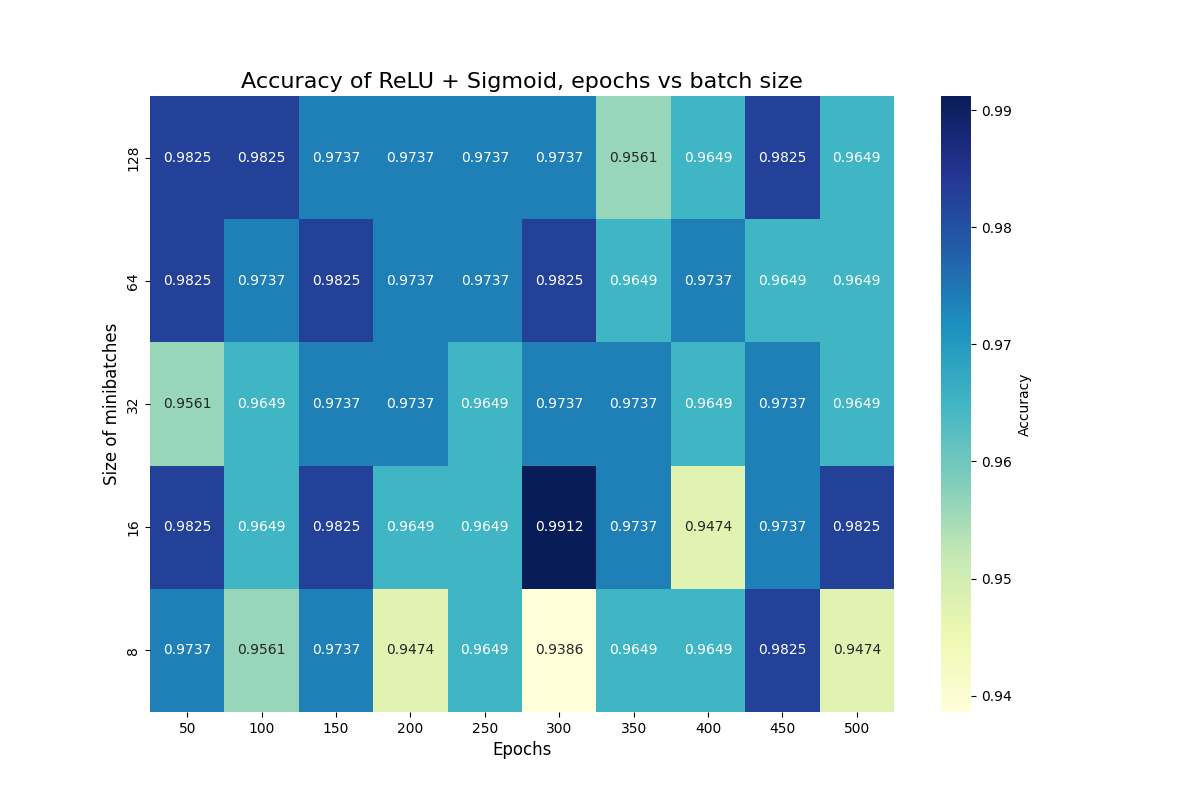 Accuracy of ReLU + Sigmoid, epochs vs batch size
Size of minibatches
128 0.9825 0.9825 0.9737 0.9737 0.9737 0.9737 0.9561 0.9649 0.9825 0.9649
64 0.9825 0.9737 0.9825 0.9737 0.9737 0.9825 0.9649 0.9737 0.9649 0.9649
32 0.9561 0.9649 0.9737 0.9737 0.9649 0.9737 0.9737 0.9649 0.9737 0.9649
16 0.9825 0.9649 0.9825 0.9649 0.9649 0.9912 0.9737 0.9474 0.9737 0.9825
8 0.9737 0.9561 0.9737 0.9474 0.9649 0.9386 0.9649 0.9649 0.9825 0.9474
50 100 150 200 250 300 350 400 450 500
Epochs
0.99
0.98
0.97
0.96
0.95
0.94
Accuracy